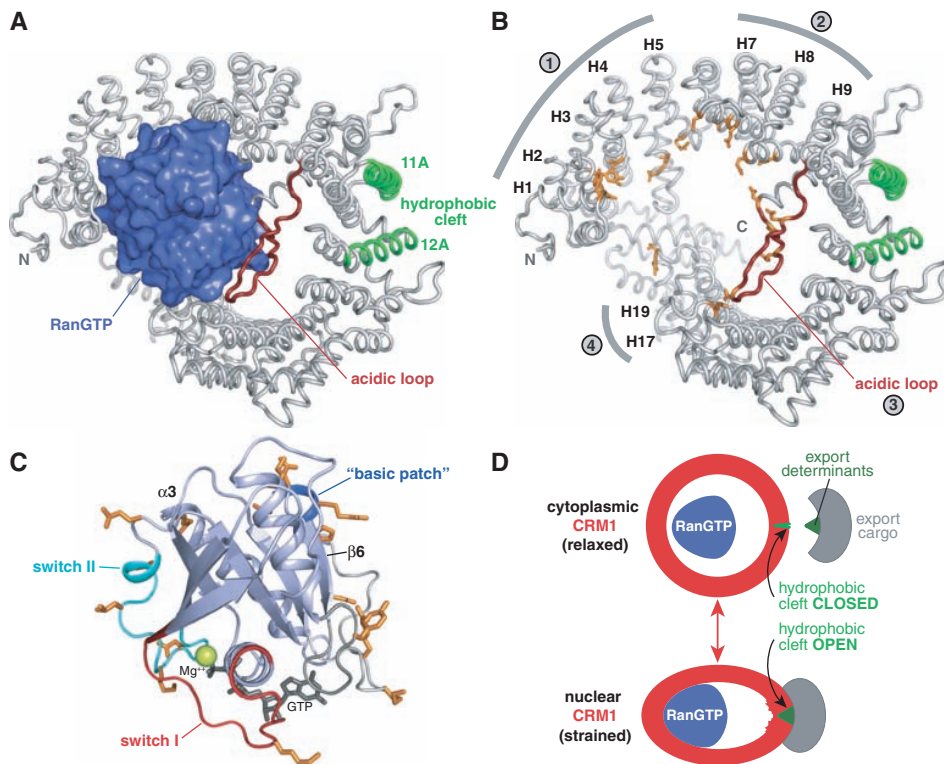 A
11A
hydrophobic
cleft
12A
N
RanGTP
acidic loop
B
1
2
H5
H7
H4
H8
H3
H9
H2
H1
N
C
H19
H17
4
acidic loop
3
C
α3
"basic patch"
β6
switch II
Mg++
GTP
switch I
D
export
determinants
cytoplasmic
CRM1
(relaxed)
RanGTP
export
cargo
hydrophobic
cleft CLOSED
hydrophobic
cleft OPEN
nuclear
CRM1
(strained)
RanGTP